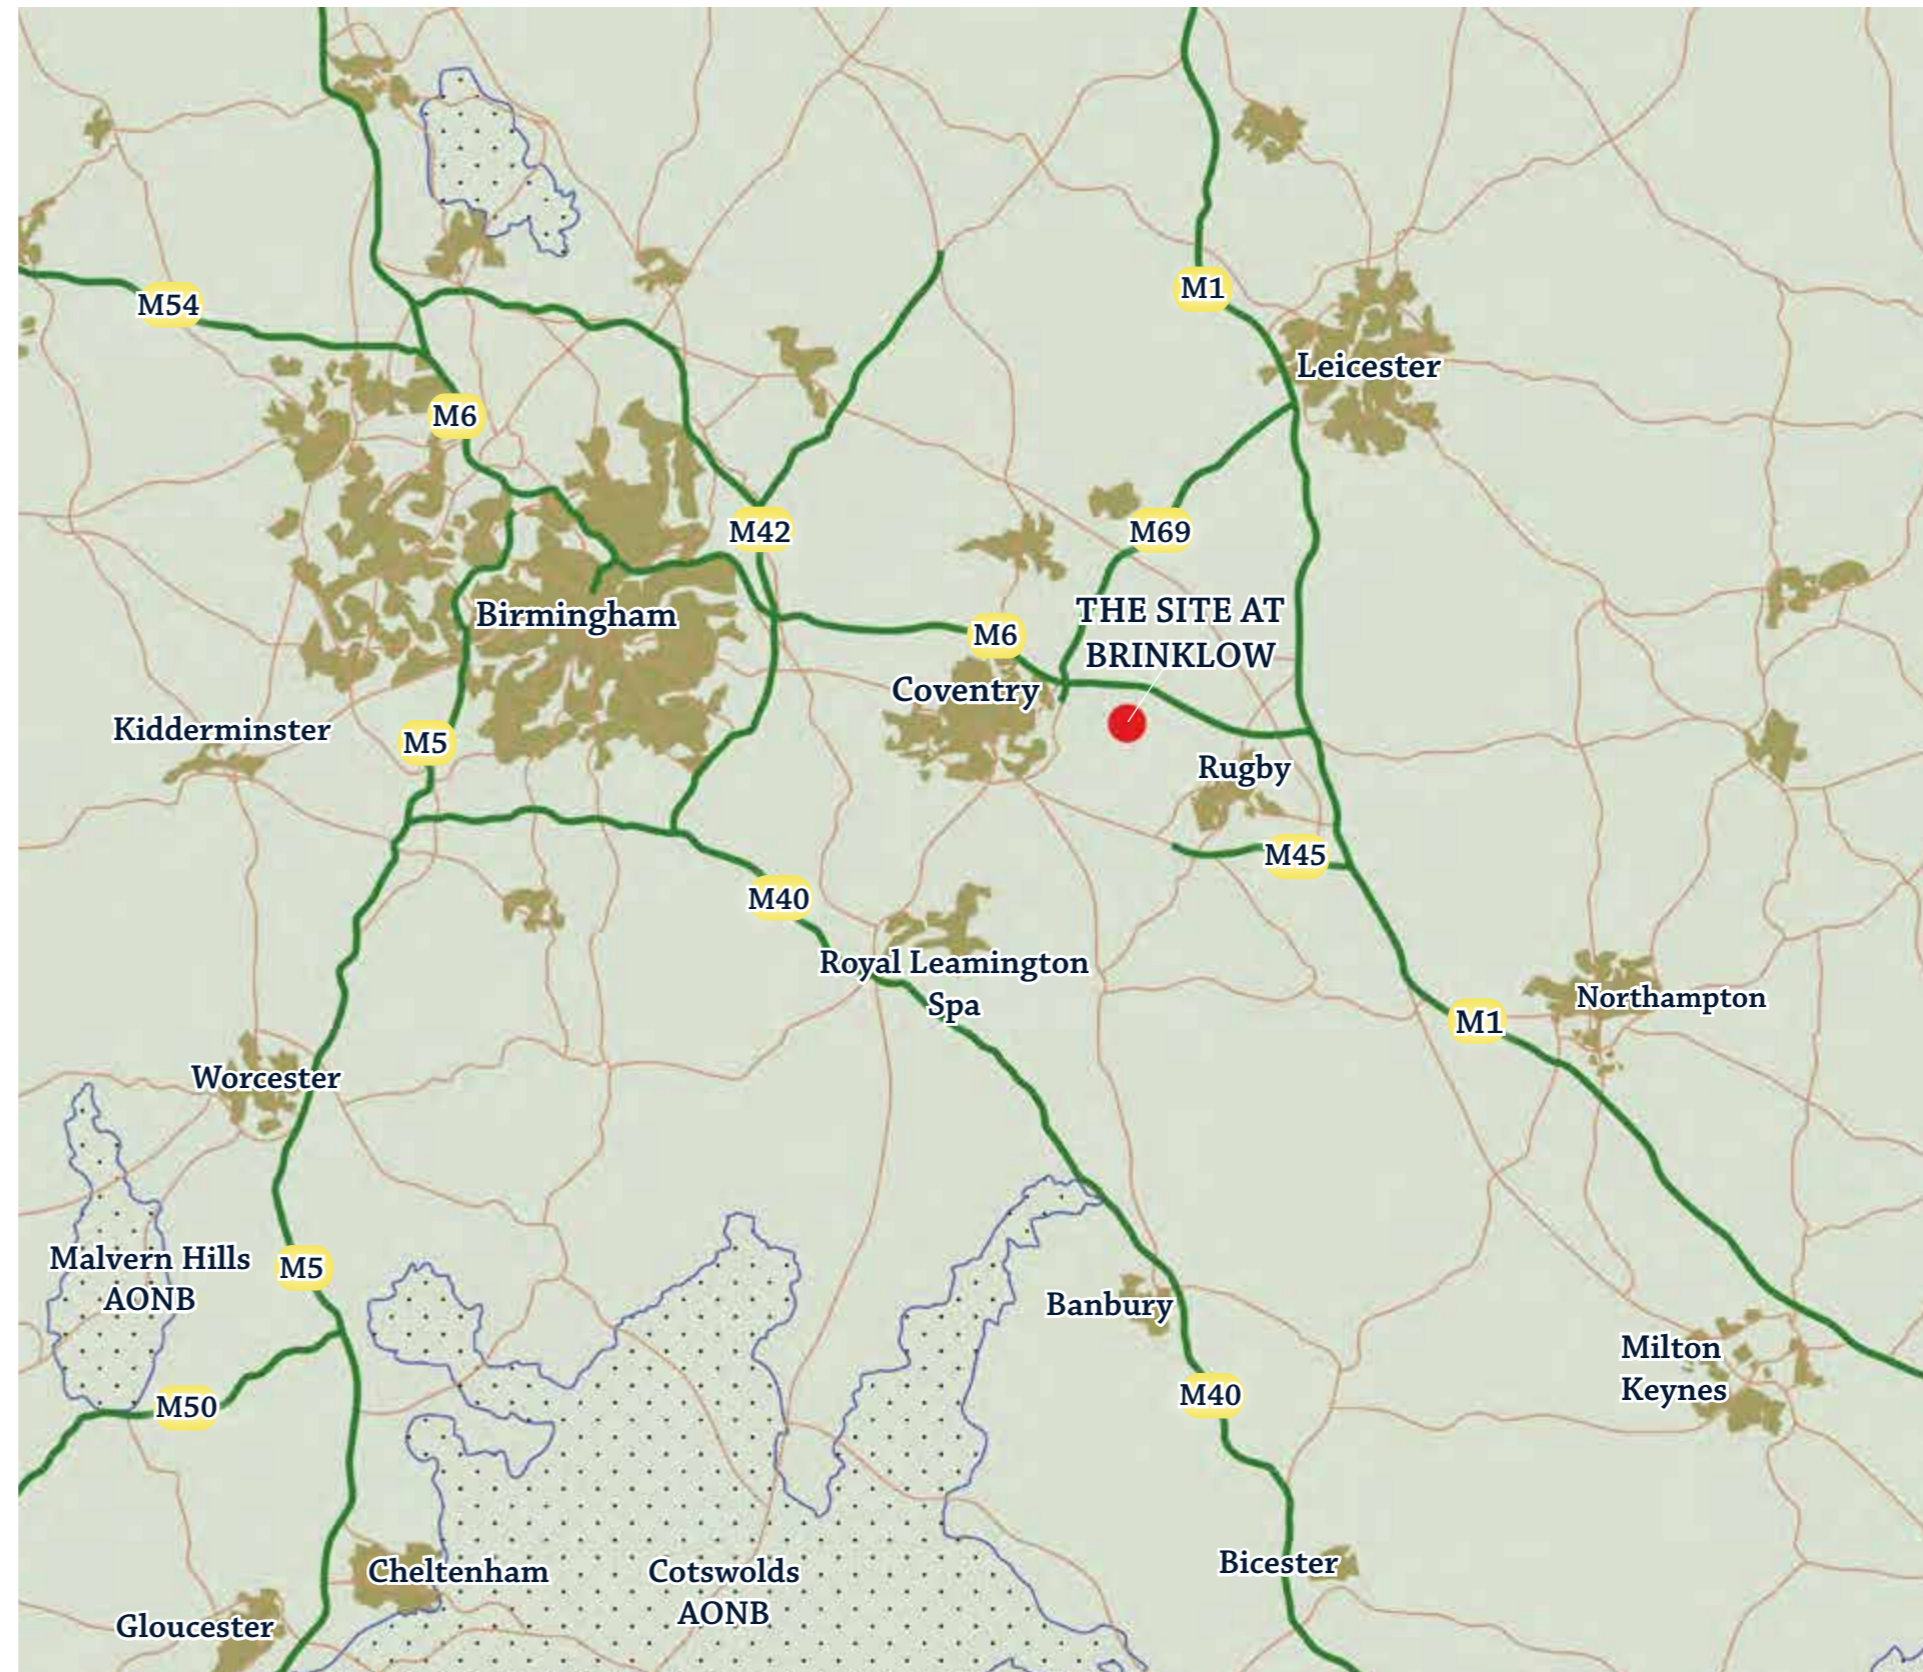 M1
M54
Leicester
M6
M42
M69
THE SITE AT
BRINKLOW
Birmingham
M6
Coventry
Kidderminster
M5
Rugby
M45
M40
Royal Leamington
Spa
Northampton
M1
Worcester
Malvern Hills
AONB
M5
Banbury
Milton
Keynes
M40
M50
Bicester
Cheltenham
Cotswolds
AONB
Gloucester